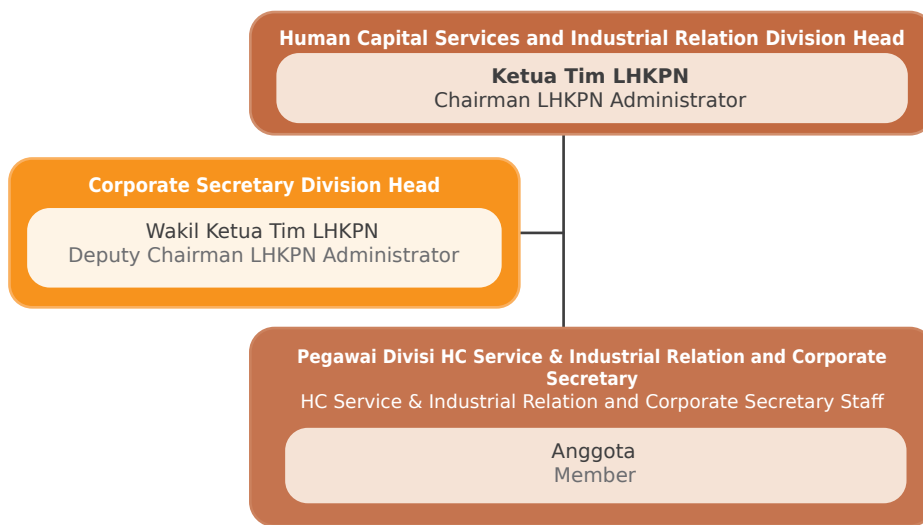 Human Capital Services and Industrial Relation Division Head
Ketua Tim LHKPN
Chairman LHKPN Administrator
Corporate Secretary Division Head
Wakil Ketua Tim LHKPN
Deputy Chairman LHKPN Administrator
Pegawai Divisi HC Service & Industrial Relation and Corporate
Secretary
HC Service & Industrial Relation and Corporate Secretary Staff
Anggota
Member